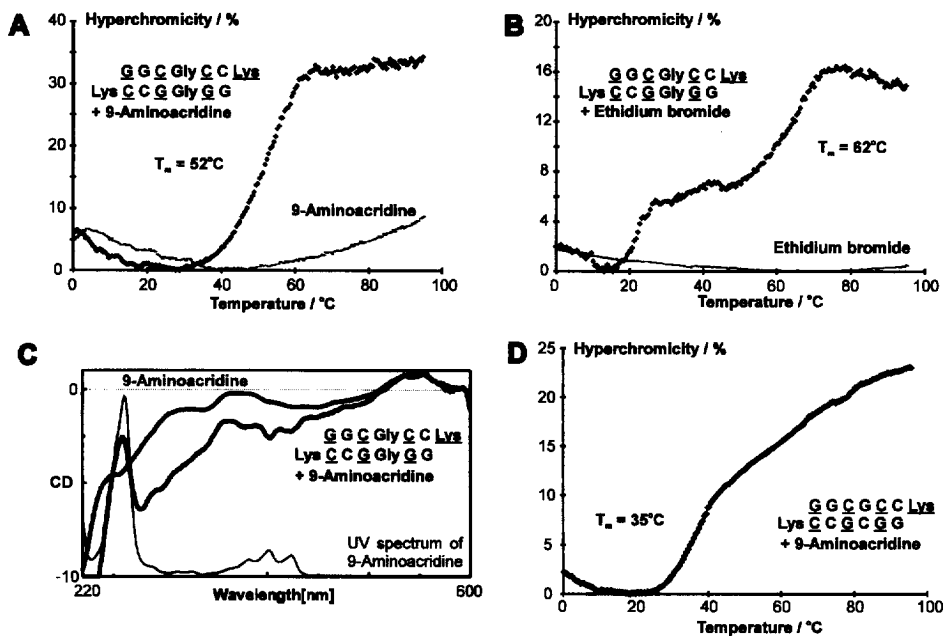 A
Hyperchromicity / %
40
30
20
10
0
G G C Gly C C Lys
Lys C C G Gly G G
+ 9-Aminoacridine
Tm = 52°C
9-Aminoacridine
0 20 40 60 80 100
Temperature / °C
B
Hyperchromicity / %
20
16
12
8
4
0
G G C Gly C C Lys
Lys C C G Gly G G
+ Ethidium bromide
Tm = 62°C
Ethidium bromide
0 20 40 60 80 100
Temperature / °C
C
0
CD
-10
9-Aminoacridine
G G C Gly C C Lys
Lys C C G Gly G G
+ 9-Aminoacridine
UV spectrum of
9-Aminoacridine
220 Wavelength[nm] 600
D
Hyperchromicity / %
25
20
15
10
5
0
Tm = 35°C
G G C G C C Lys
Lys C C G C G G
+ 9-Aminoacridine
0 20 40 60 80 100
Temperature / °C